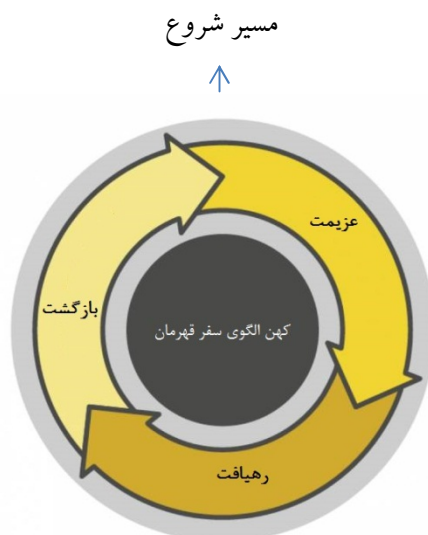 مسیر شروع
عزیمت
بازگشت
کهن الگوی سفر قهرمان
رهیافت